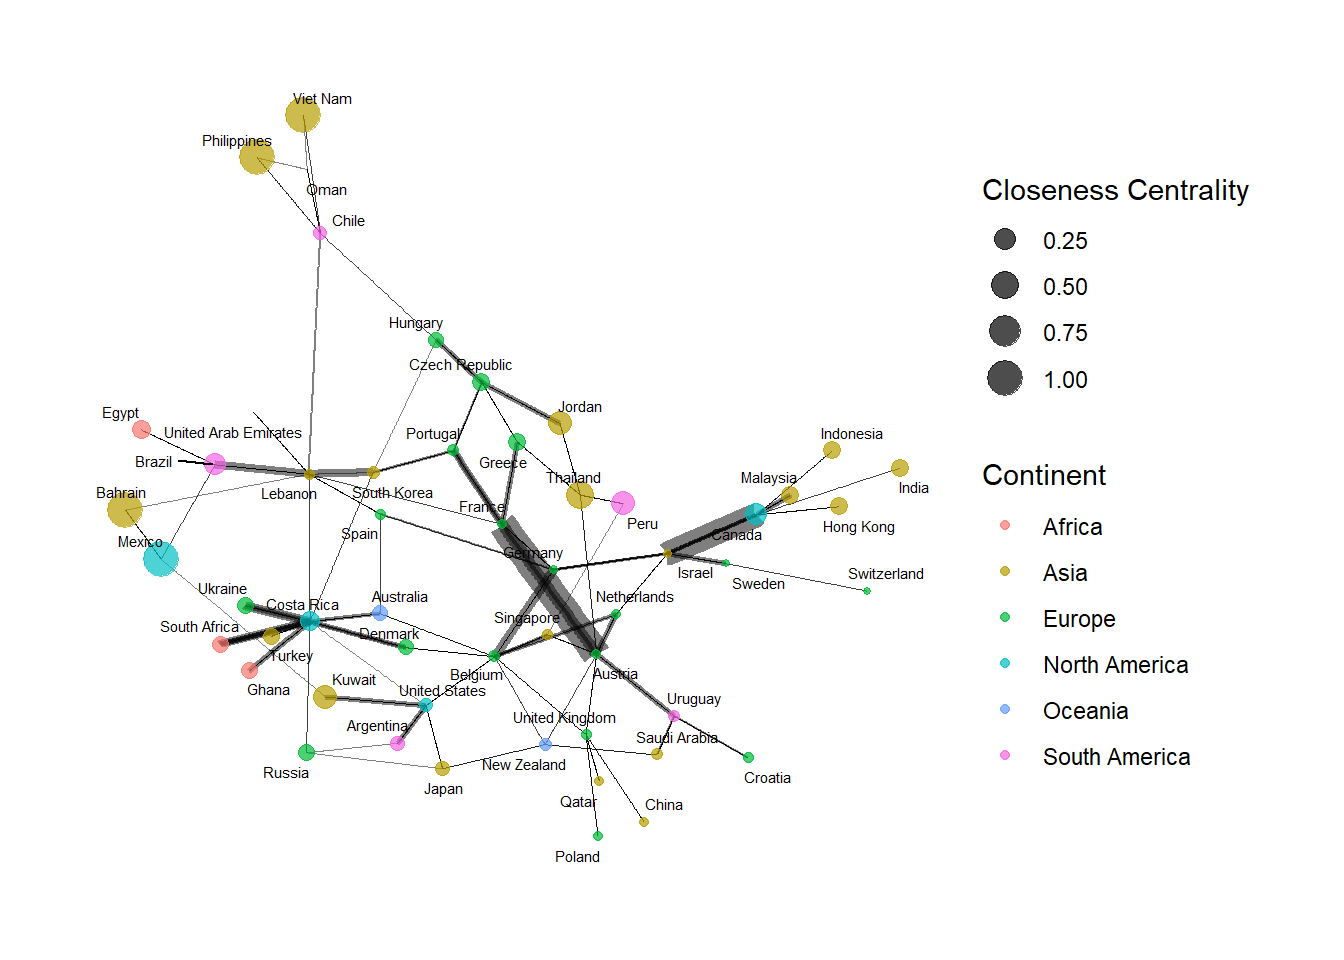 Viet Nam
Philippines
Oman
Chile
Hungary
Czech Republic
Jordan
Egypt
United Arab Emirates
Portugal
Indonesia
Brazil
Greece
Bahrain
Lebanon
South Korea
Thailand
Malaysia
India
France
Peru
Hong Kong
Spain
Canada
Mexico
Germany
Israel
Sweden
Switzerland
Ukraine
Costa Rica
Australia
Netherlands
South Africa
Denmark
Singapore
Turkey
Belgium
Austria
Ghana
Kuwait
United States
Uruguay
Argentina
United Kingdom
Saudi Arabia
Russia
New Zealand
Croatia
Japan
Qatar
China
Poland
Closeness Centrality
0.25
0.50
0.75
1.00
Continent
Africa
Asia
Europe
North America
Oceania
South America